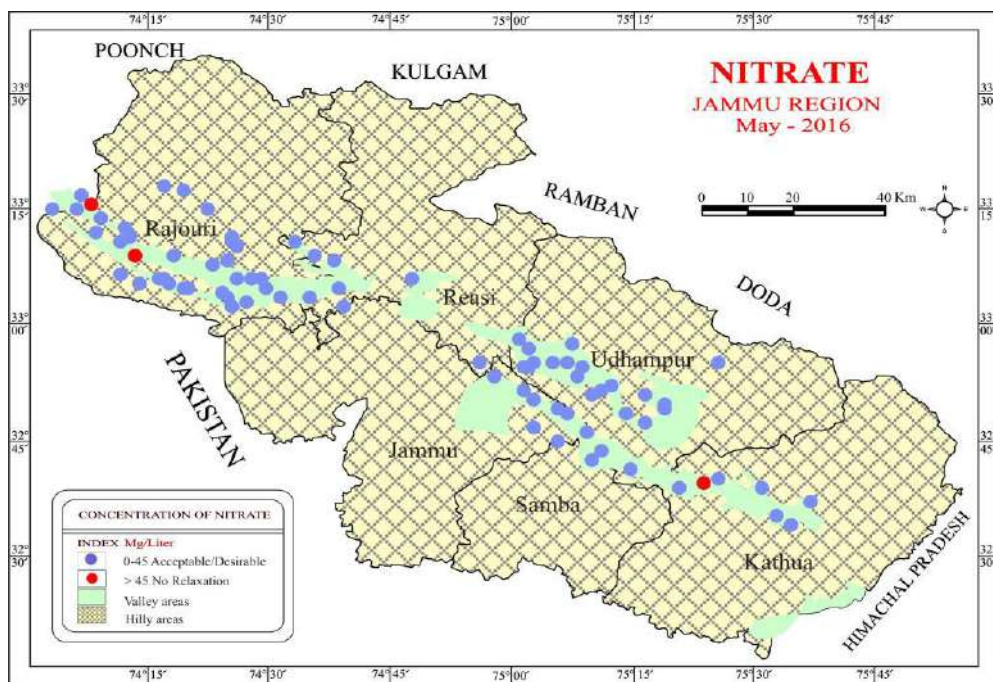 74°15' 74°30' 75°00' 75°15' 75°30' 75°45'
POONCH
KULGAM
NITRATE
JAMMU REGION
May - 2016
33° 30
33 30
RAMBAN
0 10 20 40 Km
N
W E
S
33° 15
33 15
Rajouri
DODA
Reasi
33° 00
33 00
Udhampur
PAKISTAN
32° 45
32 45
Jammu
Samba
Kathua
HIMACHAL PRADESH
32° 30
32 30
CONCENTRATION OF NITRATE
INDEX Mg/Liter
0-45 Acceptable/Desirable
> 45 No Relaxation
Valley areas
Hilly areas
74°15' 74°30' 75°00' 75°15' 75°30' 75°45'